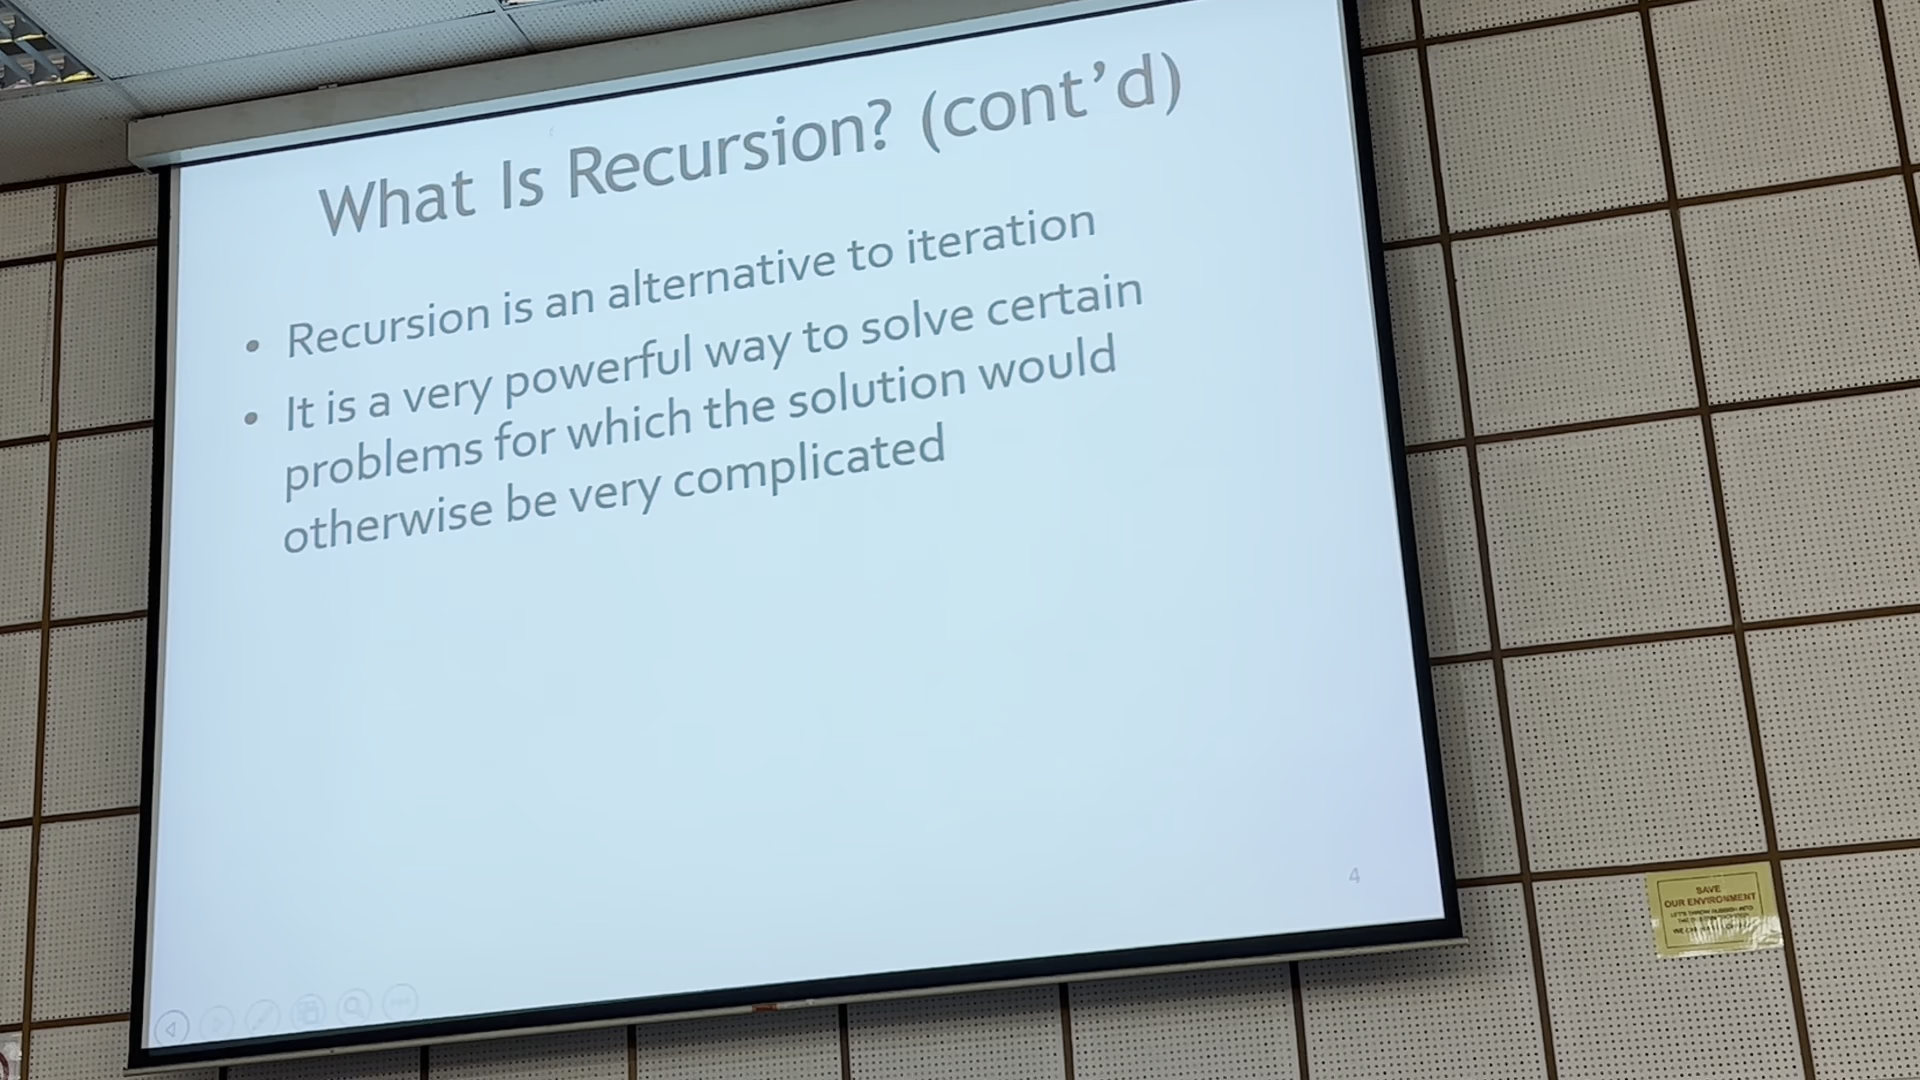 What Is Recursion? (cont’d)
• Recursion is an alternative to iteration
• It is a very powerful way to solve certain
problems for which the solution would
otherwise be very complicated
4
SAVE
OUR ENVIRONMENT